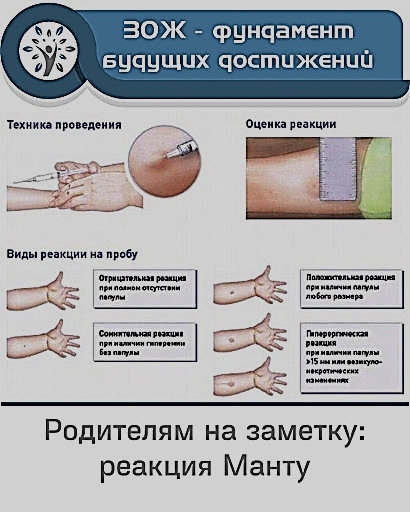 ЗОЖ - фундамент
будущих достижений
Техника проведения
Оценка реакции
Виды реакции на пробу
Отрицательная реакция
при полном отсутствии
папулы
Положительная реакция
при наличии папулы
любого размера
Сомнительная реакция
при наличии гиперемии
без папулы
Гиперергическая
реакция
при наличии папулы
>15 мм или везикуло-
некротических
изменениях
Родителям на заметку:
реакция Манту